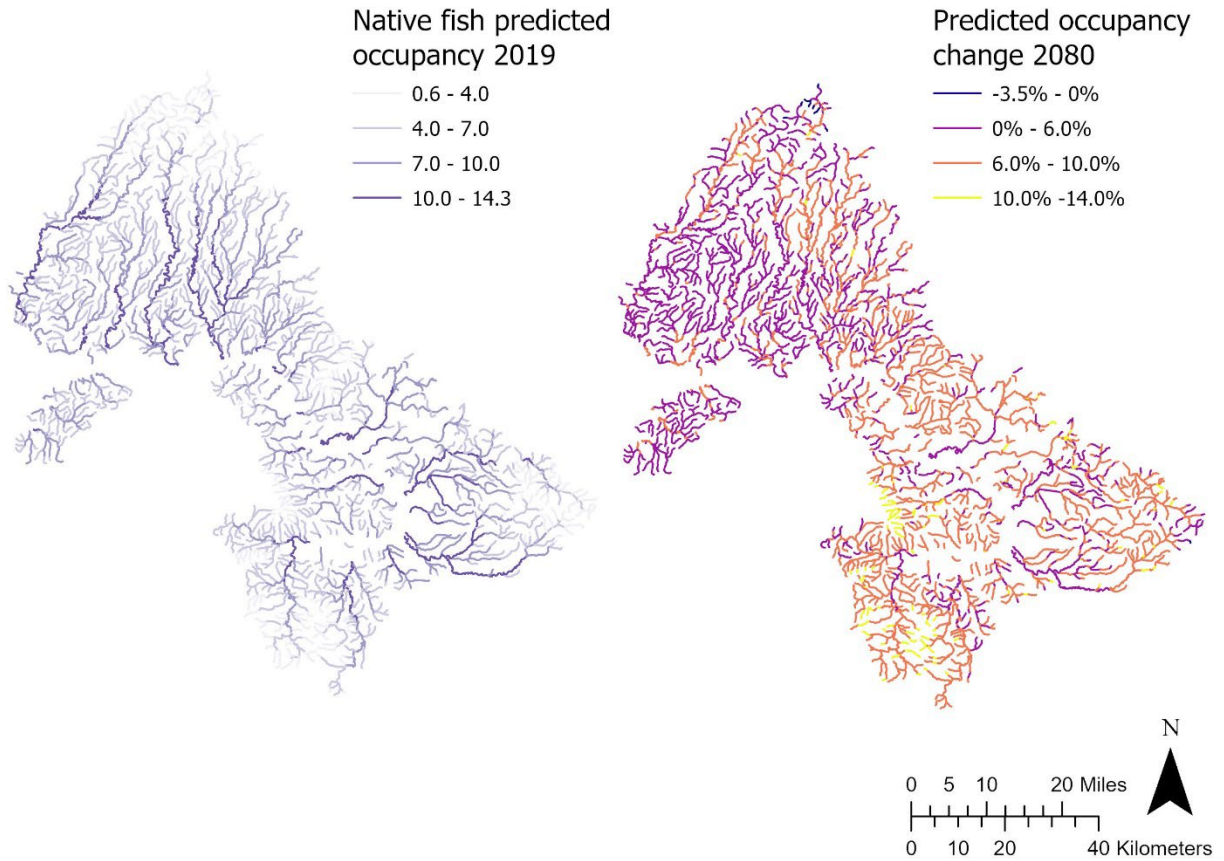 Native fish predicted
occupancy 2019
0.6 - 4.0
4.0 - 7.0
7.0 - 10.0
10.0 - 14.3
Predicted occupancy
change 2080
-3.5% - 0%
0% - 6.0%
6.0% - 10.0%
10.0% -14.0%
N
0 5 10 20 Miles
0 10 20 40 Kilometers